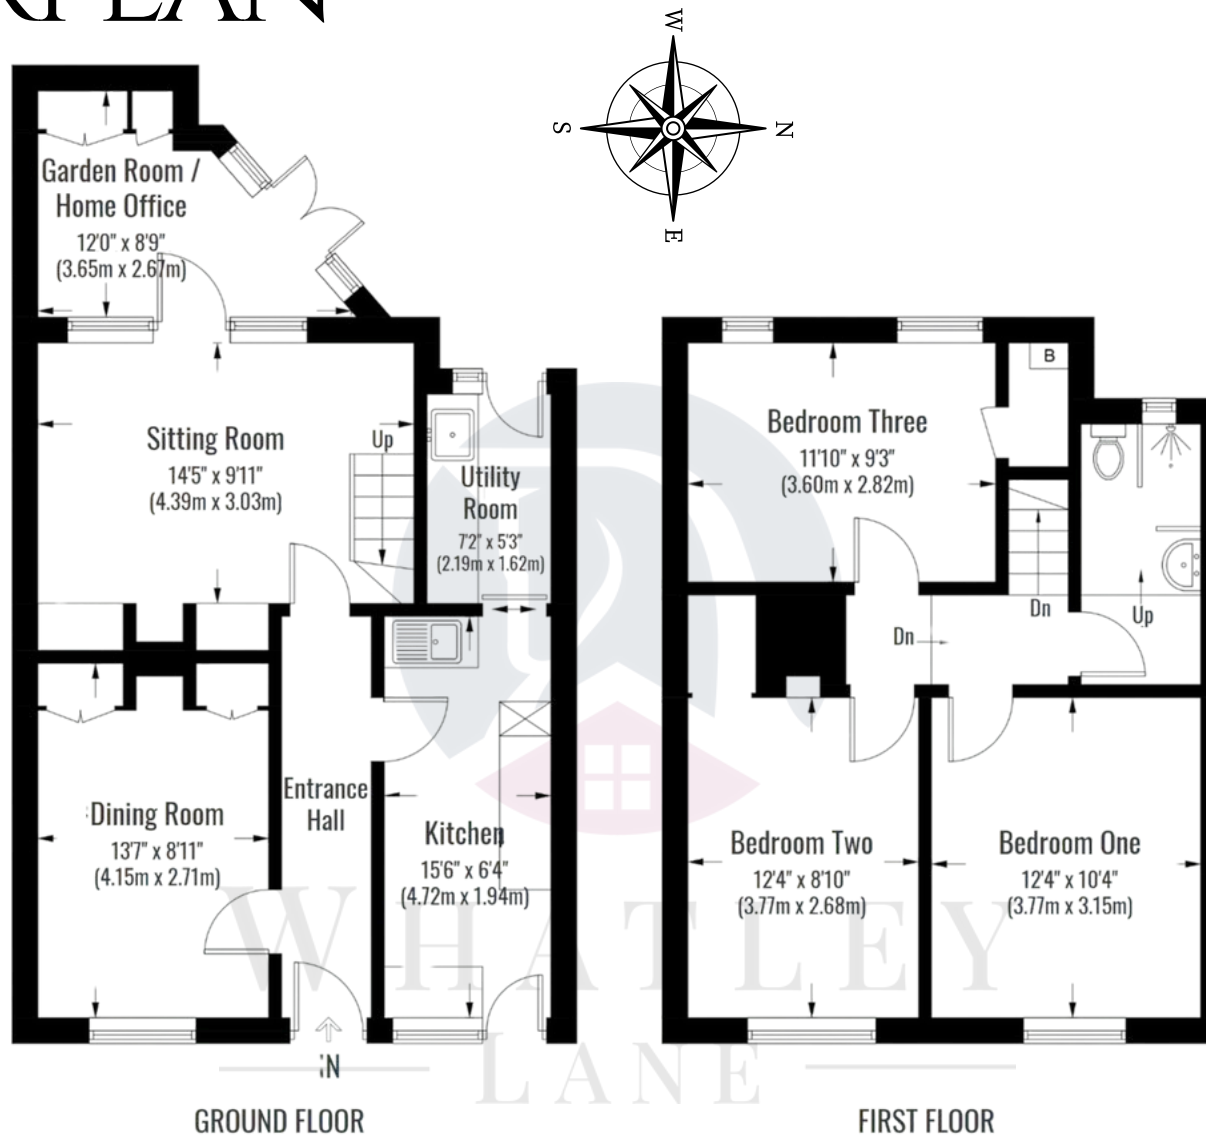 W
S
N
E
Garden Room /
Home Office
12'0" x 8'9"
(3.65m x 2.67m)
Sitting Room
14'5" x 9'11"
(4.39m x 3.03m)
Up
Utility
Room
7'2" x 5'3"
(2.19m x 1.62m)
Dining Room
13'7" x 8'11"
(4.15m x 2.71m)
Entrance
Hall
Kitchen
15'6" x 6'4"
(4.72m x 1.94m)
IN
GROUND FLOOR
Bedroom Three
11'10" x 9'3"
(3.60m x 2.82m)
B
Dn
Dn
Up
Bedroom Two
12'4" x 8'10"
(3.77m x 2.68m)
Bedroom One
12'4" x 10'4"
(3.77m x 3.15m)
FIRST FLOOR
WHATLEY
LANE